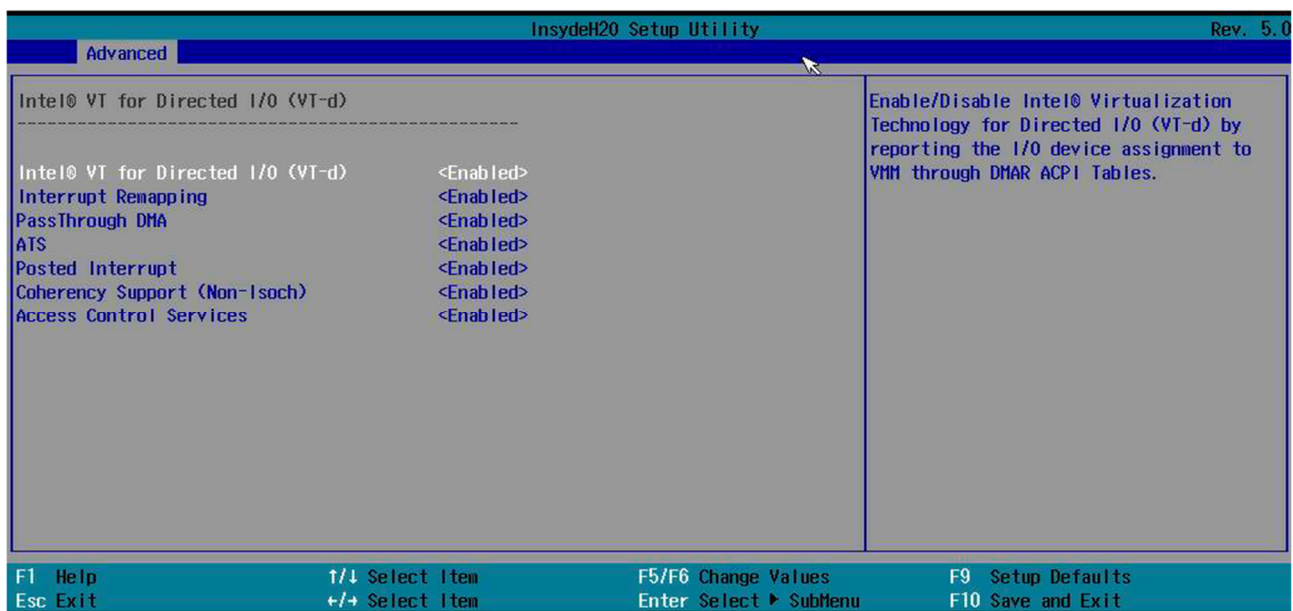 InsydeH20 Setup Utility Rev. 5.0
Advanced
Intel® VT for Directed I/O (VT-d)
--------------------------------------------------
Intel® VT for Directed I/O (VT-d) <Enabled>
Interrupt Remapping <Enabled>
PassThrough DMA <Enabled>
ATS <Enabled>
Posted Interrupt <Enabled>
Coherency Support (Non-Isoch) <Enabled>
Access Control Services <Enabled>
Enable/Disable Intel® Virtualization
Technology for Directed I/O (VT-d) by
reporting the I/O device assignment to
VMM through DMAR ACPI Tables.
F1 Help ↑/↓ Select Item F5/F6 Change Values F9 Setup Defaults
Esc Exit ←/→ Select Item Enter Select ▶ SubMenu F10 Save and Exit